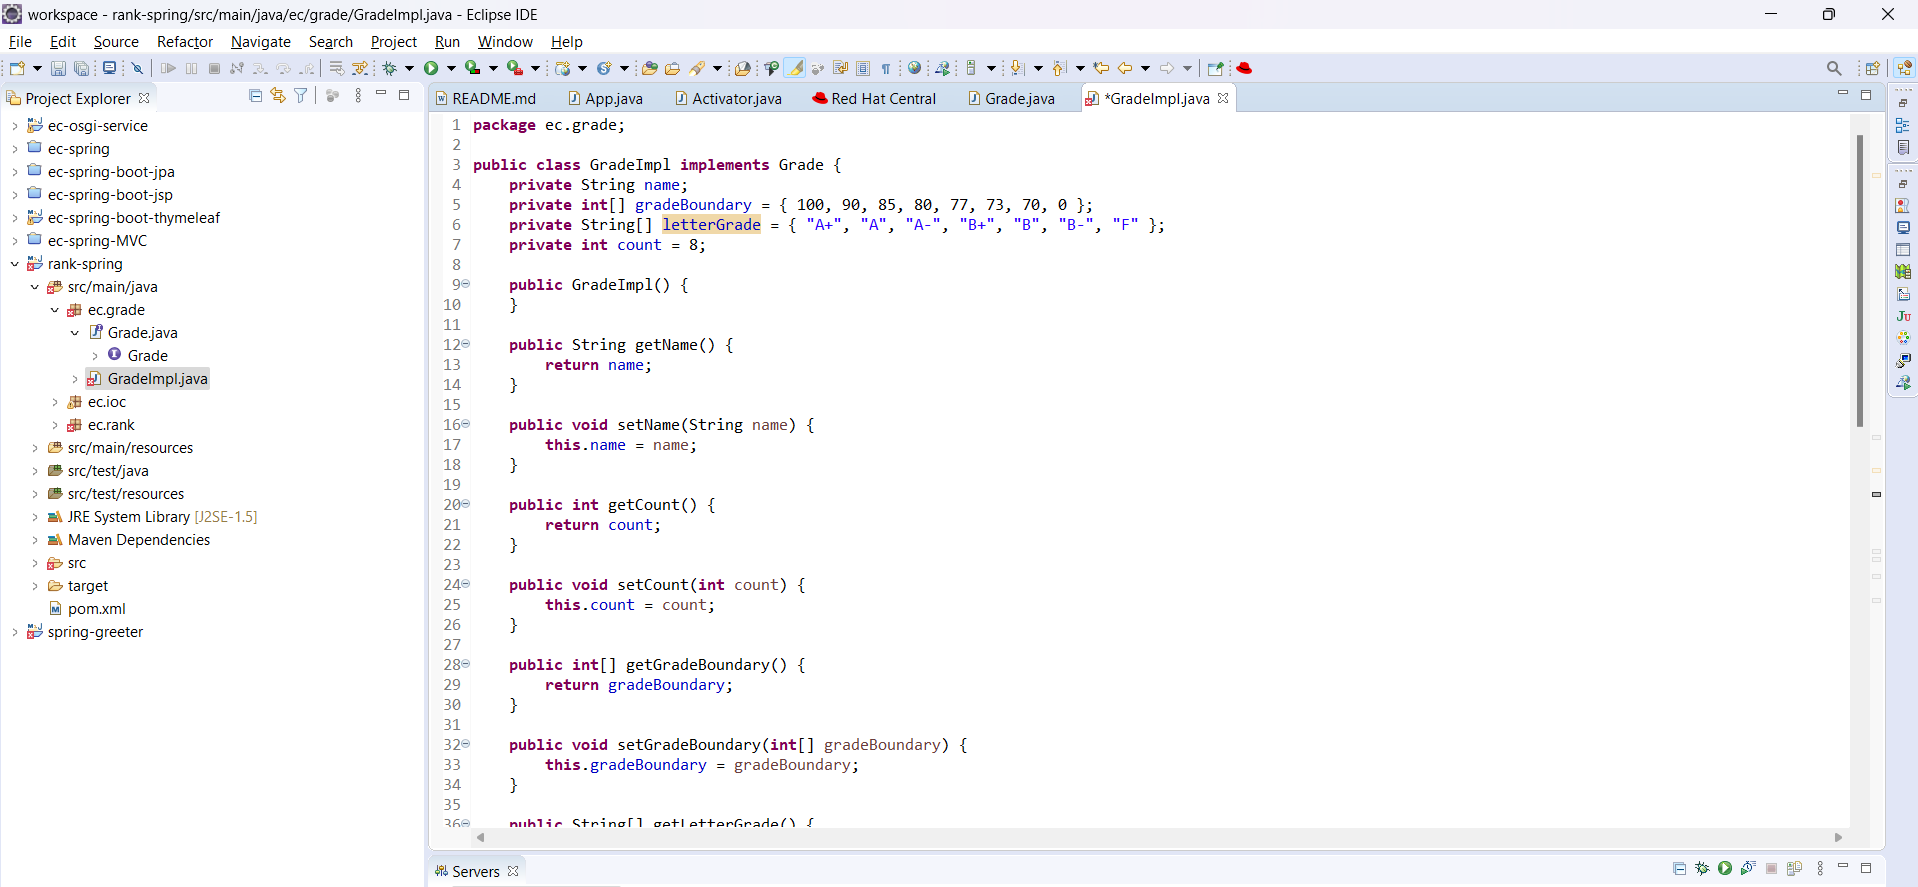 workspace - rank-spring/src/main/java/ec/grade/GradeImpl.java - Eclipse IDE
File Edit Source Refactor Navigate Search Project Run Window Help
Project Explorer
README.md App.java Activator.java Red Hat Central Grade.java *GradeImpl.java
ec-osgi-service
ec-spring
ec-spring-boot-jpa
ec-spring-boot-jsp
ec-spring-boot-thymeleaf
ec-spring-MVC
rank-spring
src/main/java
ec.grade
Grade.java
Grade
GradeImpl.java
ec.ioc
ec.rank
src/main/resources
src/test/java
src/test/resources
JRE System Library [J2SE-1.5]
Maven Dependencies
src
target
pom.xml
spring-greeter
1 package ec.grade;
2
3 public class GradeImpl implements Grade {
4 private String name;
5 private int[] gradeBoundary = { 100, 90, 85, 80, 77, 73, 70, 0 };
6 private String[] letterGrade = { "A+", "A", "A-", "B+", "B", "B-", "F" };
7 private int count = 8;
8
9 public GradeImpl() {
10 }
11
12 public String getName() {
13 return name;
14 }
15
16 public void setName(String name) {
17 this.name = name;
18 }
19
20 public int getCount() {
21 return count;
22 }
23
24 public void setCount(int count) {
25 this.count = count;
26 }
27
28 public int[] getGradeBoundary() {
29 return gradeBoundary;
30 }
31
32 public void setGradeBoundary(int[] gradeBoundary) {
33 this.gradeBoundary = gradeBoundary;
34 }
35
36 public String[] getLetterGrade() {
Servers